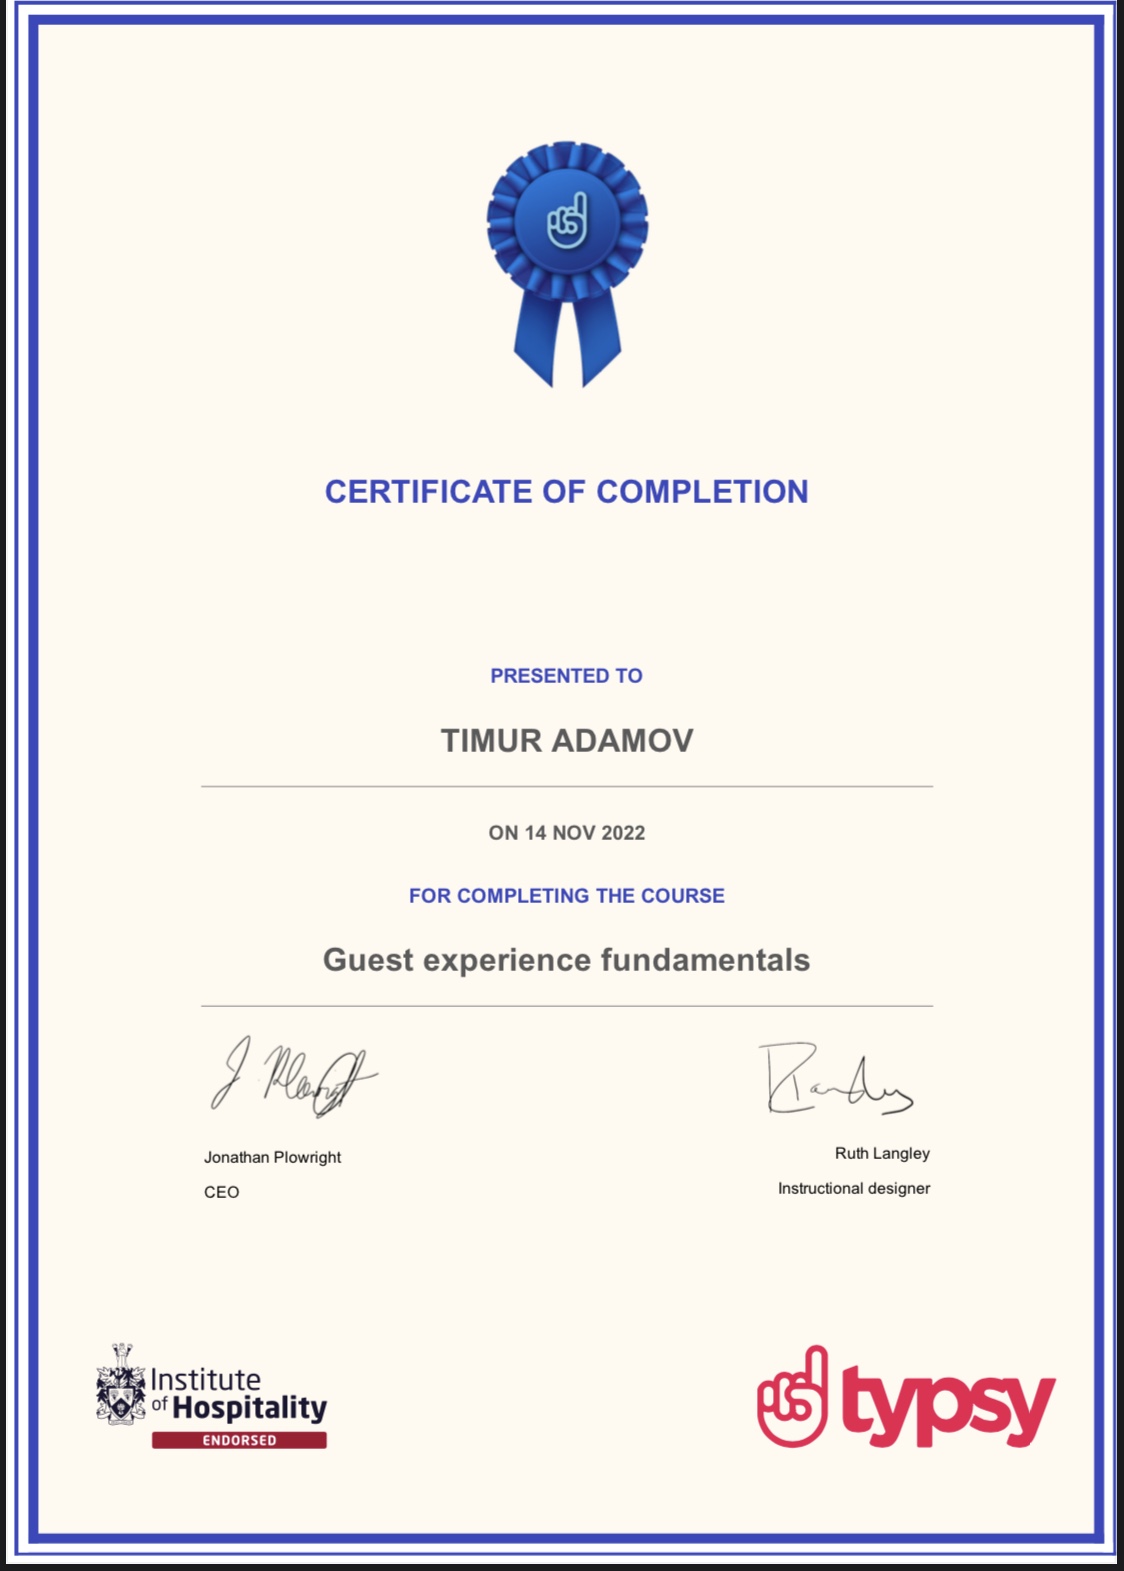 CERTIFICATE OF COMPLETION
PRESENTED TO
TIMUR ADAMOV
ON 14 NOV 2022
FOR COMPLETING THE COURSE
Guest experience fundamentals
J. Plowright
RLangley
Jonathan Plowright
CEO
Ruth Langley
Instructional designer
Institute
of Hospitality
ENDORSED
typsy